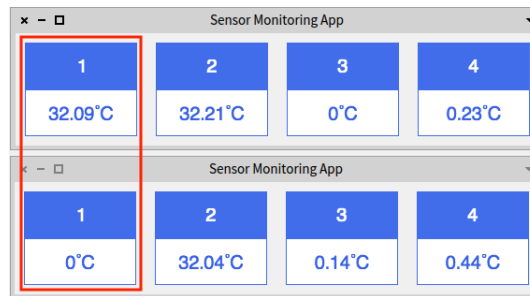 Sensor Monitoring App
1 2 3 4
32.09°C 32.21°C 0°C 0.23°C
Sensor Monitoring App
1 2 3 4
0°C 32.04°C 0.14°C 0.44°C